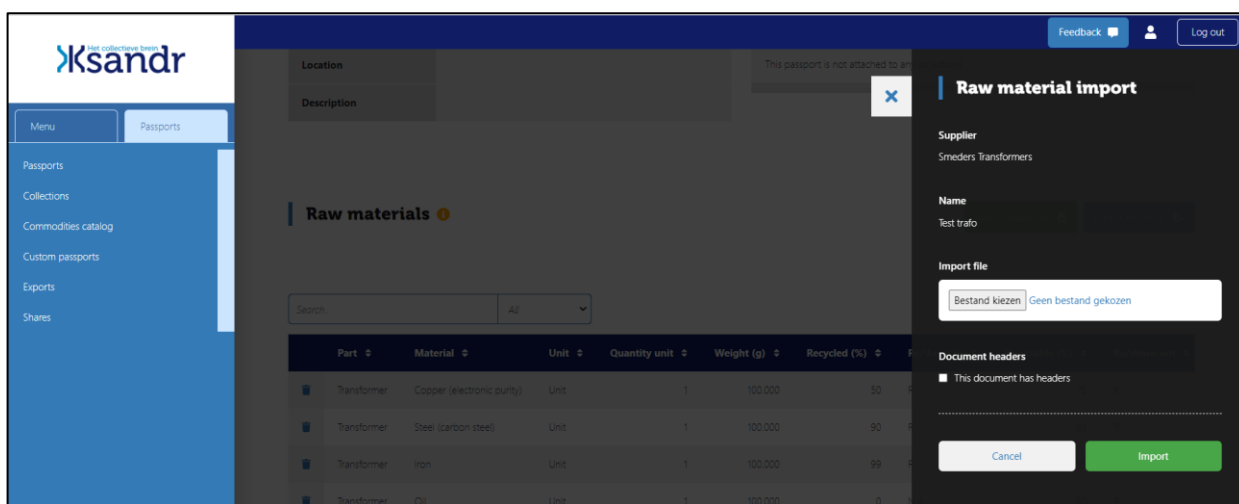 Het collectieve brein
Ksandr
Feedback
Log out
Menu
Passports
Passports
Collections
Commodities catalog
Custom passports
Exports
Shares
Location
Description
This passport is not attached to
Raw materials
Search
All
Part Material Unit Quantity unit Weight (g) Recycled (%)
Transformer Copper (electronic purity) Unit 1 100.000 50
Transformer Steel (carbon steel) Unit 1 100.000 90
Transformer Iron Unit 1 100.000 99
Transformer Unit 1 100.000 0
Raw material import
Supplier
Smeders Transformers
Name
Test trafo
Import file
Bestand kiezen Geen bestand gekozen
Document headers
This document has headers
Cancel
Import